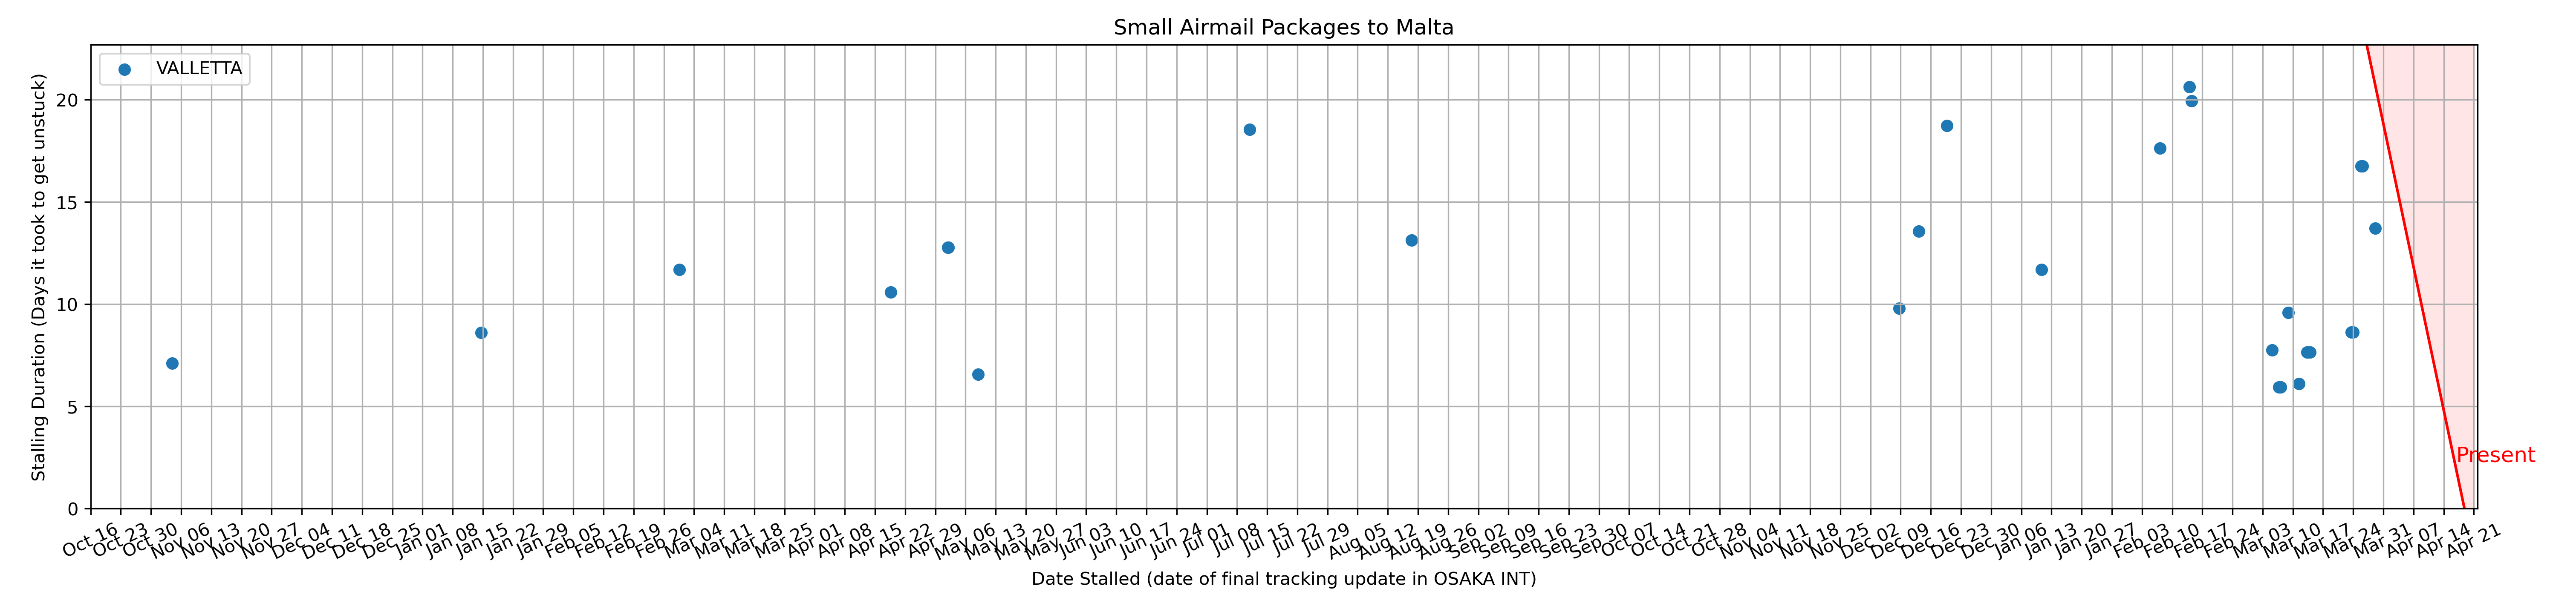 Small Airmail Packages to Malta
VALLETTA
Stalling Duration (Days it took to get unstuck)
20
15
10
5
0
Present
Oct 16
Oct 23
Oct 30
Nov 06
Nov 13
Nov 20
Nov 27
Dec 04
Dec 11
Dec 18
Dec 25
Jan 01
Jan 08
Jan 15
Jan 22
Jan 29
Feb 05
Feb 12
Feb 19
Feb 26
Mar 04
Mar 11
Mar 18
Mar 25
Apr 01
Apr 08
Apr 15
Apr 22
Apr 29
May 06
May 13
May 20
May 27
Jun 03
Jun 10
Jun 17
Jun 24
Jul 01
Jul 08
Jul 15
Jul 22
Jul 29
Aug 05
Aug 12
Aug 19
Aug 26
Sep 02
Sep 09
Sep 16
Sep 23
Sep 30
Oct 07
Oct 14
Oct 21
Oct 28
Nov 04
Nov 11
Nov 18
Nov 25
Dec 02
Dec 09
Dec 16
Dec 23
Dec 30
Jan 06
Jan 13
Jan 20
Jan 27
Feb 03
Feb 10
Feb 17
Feb 24
Mar 03
Mar 10
Mar 17
Mar 24
Mar 31
Apr 07
Apr 14
Apr 21
Date Stalled (date of final tracking update in OSAKA INT)